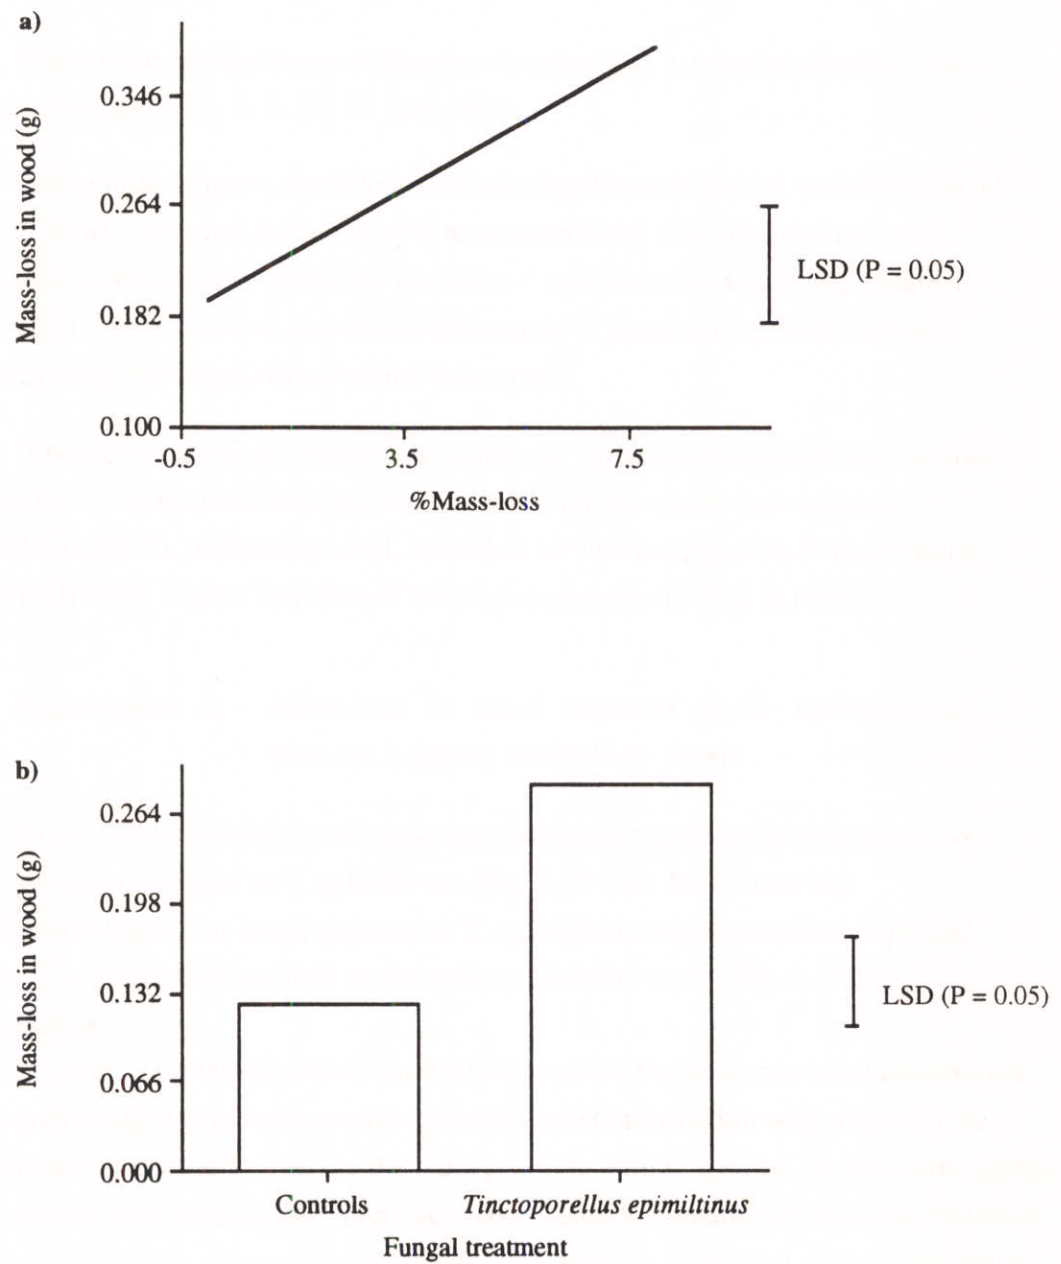 a)
Mass-loss in wood (g)
0.346
0.264
0.182
0.100
-0.5 3.5 7.5
%Mass-loss
LSD (P = 0.05)
b)
Mass-loss in wood (g)
0.264
0.198
0.132
0.066
0.000
Controls Tinctoporellus epimiltinus
Fungal treatment
LSD (P = 0.05)